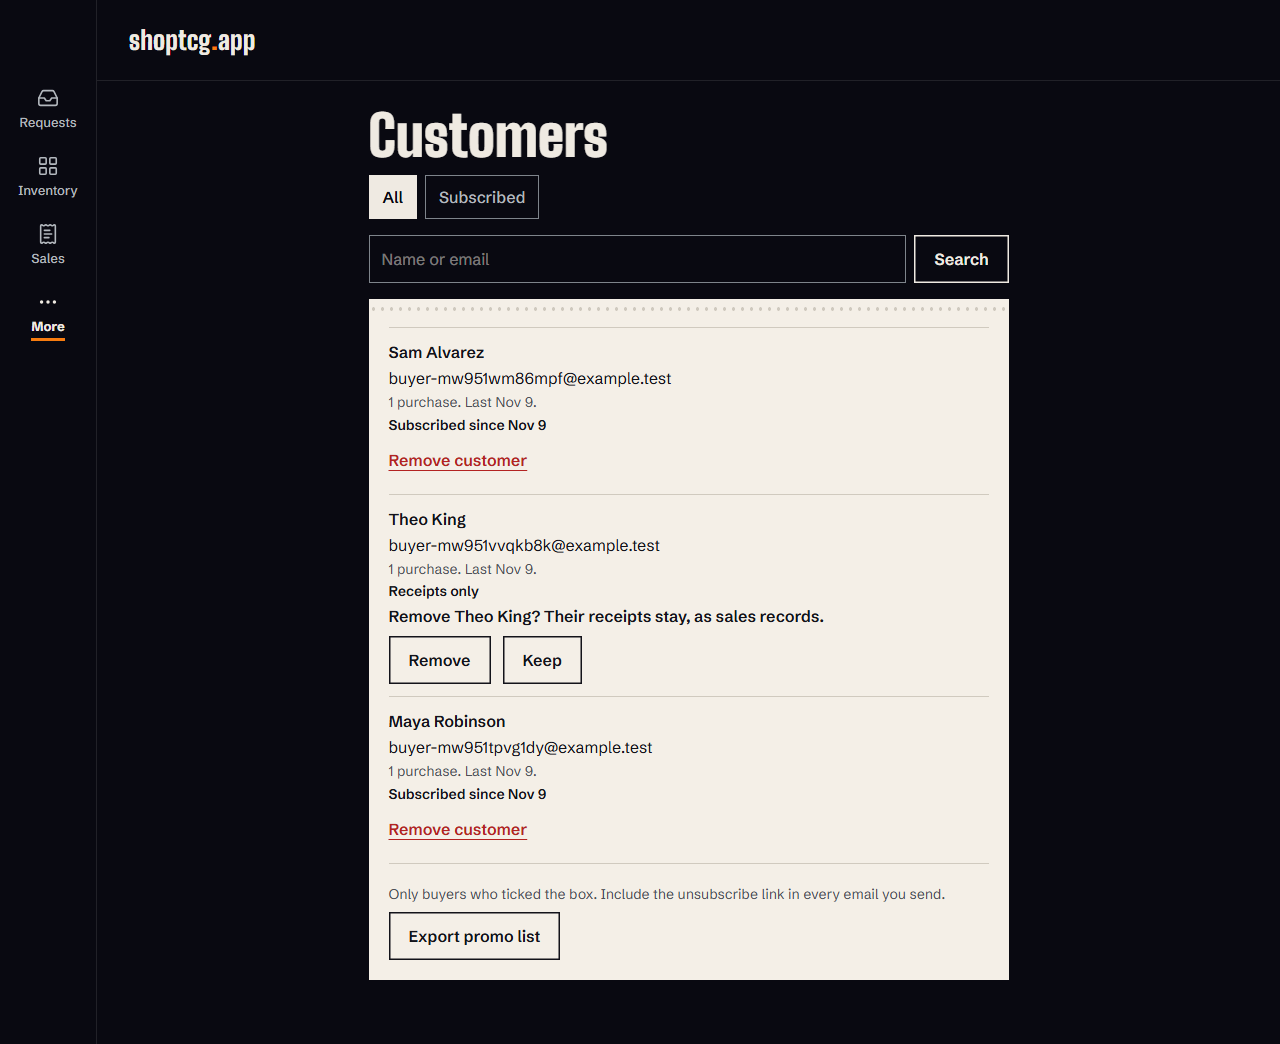 shoptcg.app
Requests
Inventory
Sales
More
Customers
All
Subscribed
Name or email
Search
Sam Alvarez
buyer-mw951wm86mpf@example.test
1 purchase. Last Nov 9.
Subscribed since Nov 9
Remove customer
Theo King
buyer-mw951vvqkb8k@example.test
1 purchase. Last Nov 9.
Receipts only
Remove Theo King? Their receipts stay, as sales records.
Remove
Keep
Maya Robinson
buyer-mw951tpvg1dy@example.test
1 purchase. Last Nov 9.
Subscribed since Nov 9
Remove customer
Only buyers who ticked the box. Include the unsubscribe link in every email you send.
Export promo list